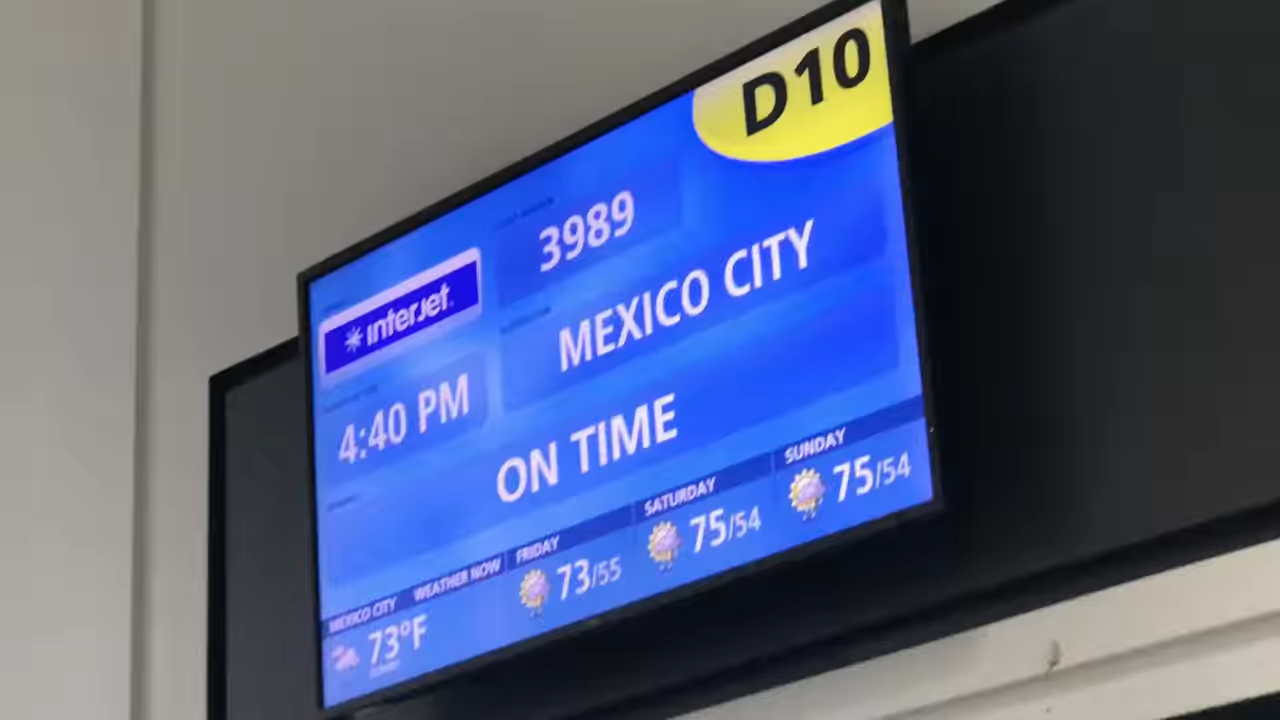 D10
3989
interjet
MEXICO CITY
4:40 PM
ON TIME
MEXICO CITY WEATHER NOW
73°F
FRIDAY
73/55
SATURDAY
75/54
SUNDAY
75/54